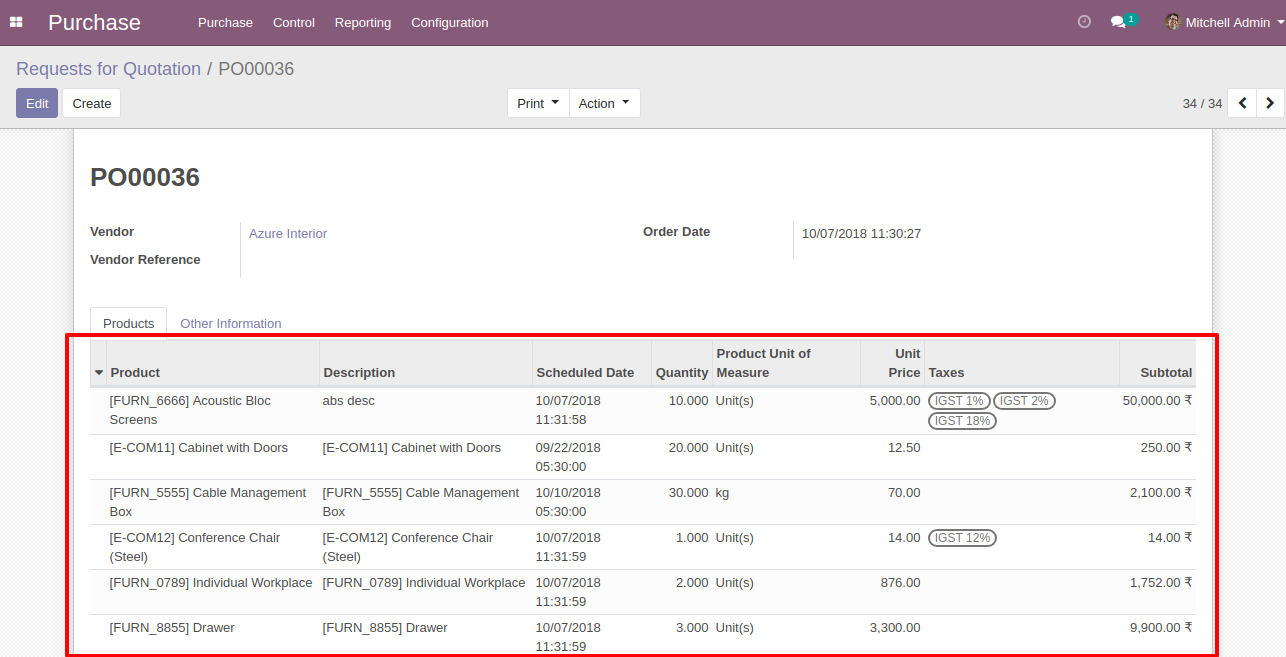 Purchase Purchase Control Reporting Configuration 1 Mitchell Admin
Requests for Quotation / PO00036
Edit Create Print Action 34 / 34
PO00036
Vendor Azure Interior Order Date 10/07/2018 11:30:27
Vendor Reference
Products Other Information
Product Description Scheduled Date Quantity Product Unit of Measure Unit Price Taxes Subtotal
[FURN_6666] Acoustic Bloc abs desc 10/07/2018 10.000 Unit(s) 5,000.00 IGST 1% IGST 2% 50,000.00 ₹
Screens 11:31:58 IGST 18%
[E-COM11] Cabinet with Doors [E-COM11] Cabinet with Doors 09/22/2018 20.000 Unit(s) 12.50 250.00 ₹
05:30:00
[FURN_5555] Cable Management [FURN_5555] Cable Management 10/10/2018 30.000 kg 70.00 2,100.00 ₹
Box Box 05:30:00
[E-COM12] Conference Chair [E-COM12] Conference Chair 10/07/2018 1.000 Unit(s) 14.00 IGST 12% 14.00 ₹
(Steel) (Steel) 11:31:59
[FURN_0789] Individual Workplace [FURN_0789] Individual Workplace 10/07/2018 2.000 Unit(s) 876.00 1,752.00 ₹
11:31:59
[FURN_8855] Drawer [FURN_8855] Drawer 10/07/2018 3.000 Unit(s) 3,300.00 9,900.00 ₹
11:31:59